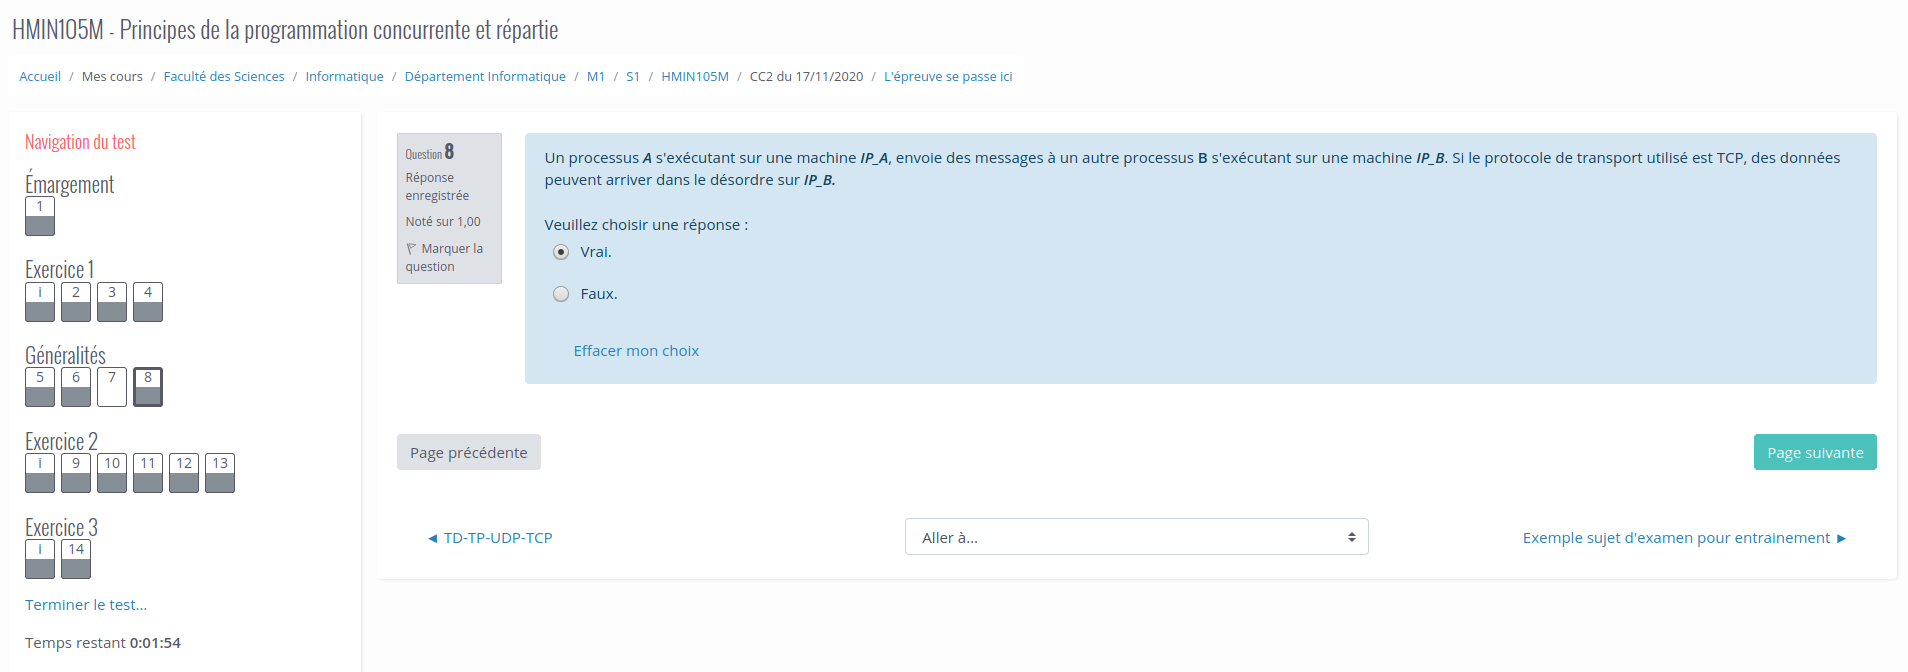 HMIN105M - Principes de la programmation concurrente et répartie
Accueil / Mes cours / Faculté des Sciences / Informatique / Département Informatique / M1 / S1 / HMIN105M / CC2 du 17/11/2020 / L'épreuve se passe ici
Navigation du test
Émargement
1
Exercice 1
i 2 3 4
Généralités
5 6 7 8
Exercice 2
i 9 10 11 12 13
Exercice 3
i 14
Terminer le test...
Temps restant 0:01:54
Question 8
Réponse
enregistrée
Noté sur 1,00
Marquer la
question
Un processus A s'exécutant sur une machine IP_A, envoie des messages à un autre processus B s'exécutant sur une machine IP_B. Si le protocole de transport utilisé est TCP, des données
peuvent arriver dans le désordre sur IP_B.
Veuillez choisir une réponse :
Vrai.
Faux.
Effacer mon choix
Page précédente
Page suivante
◄ TD-TP-UDP-TCP
Aller à...
Exemple sujet d'examen pour entrainement ►